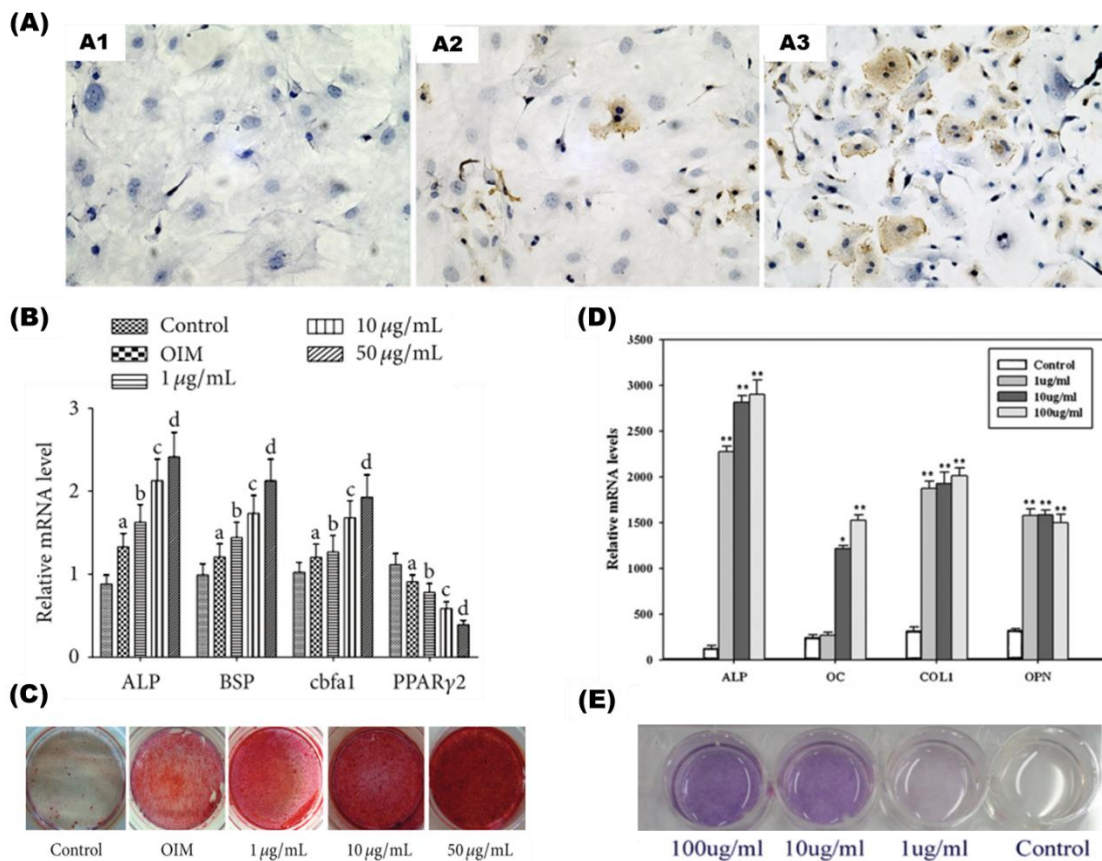 (A)
A1
A2
A3
(B)
Control
OIM
1 μg/mL
10 μg/mL
50 μg/mL
Relative mRNA level
3
2
1
0
a
b
c
d
a
b
c
d
a
b
c
d
a
b
c
d
ALP
BSP
cbfa1
PPARγ2
(D)
Control
1ug/ml
10ug/ml
100ug/ml
Relative mRNA levels
3500
3000
2500
2000
1500
1000
500
0
**
**
**
*
**
**
**
**
**
**
**
ALP
OC
COL1
OPN
(C)
Control
OIM
1 μg/mL
10 μg/mL
50 μg/mL
(E)
100ug/ml
10ug/ml
1ug/ml
Control